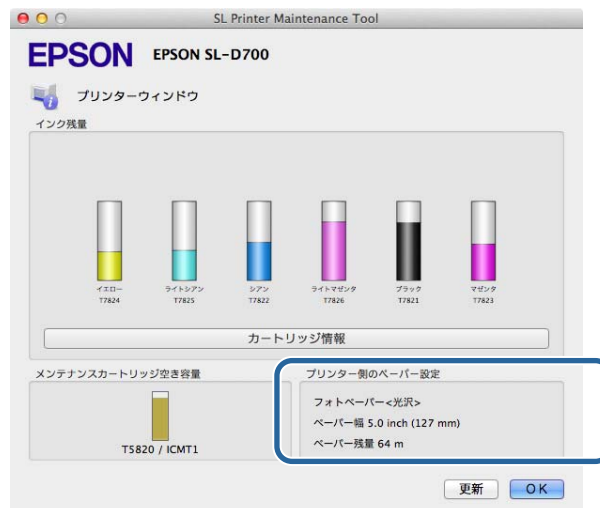 SL Printer Maintenance Tool
EPSON EPSON SL-D700
プリンターウィンドウ
インク残量
イエロー ライトシアン シアン ライトマゼンタ ブラック マゼンタ
T7824 T7825 T7822 T7826 T7821 T7823
カートリッジ情報
メンテナンスカートリッジ空き容量
T5820 / ICMT1
プリンター側のペーパー設定
フォトペーパー<光沢>
ペーパー幅 5.0 inch (127 mm)
ペーパー残量 64 m
更新 OK